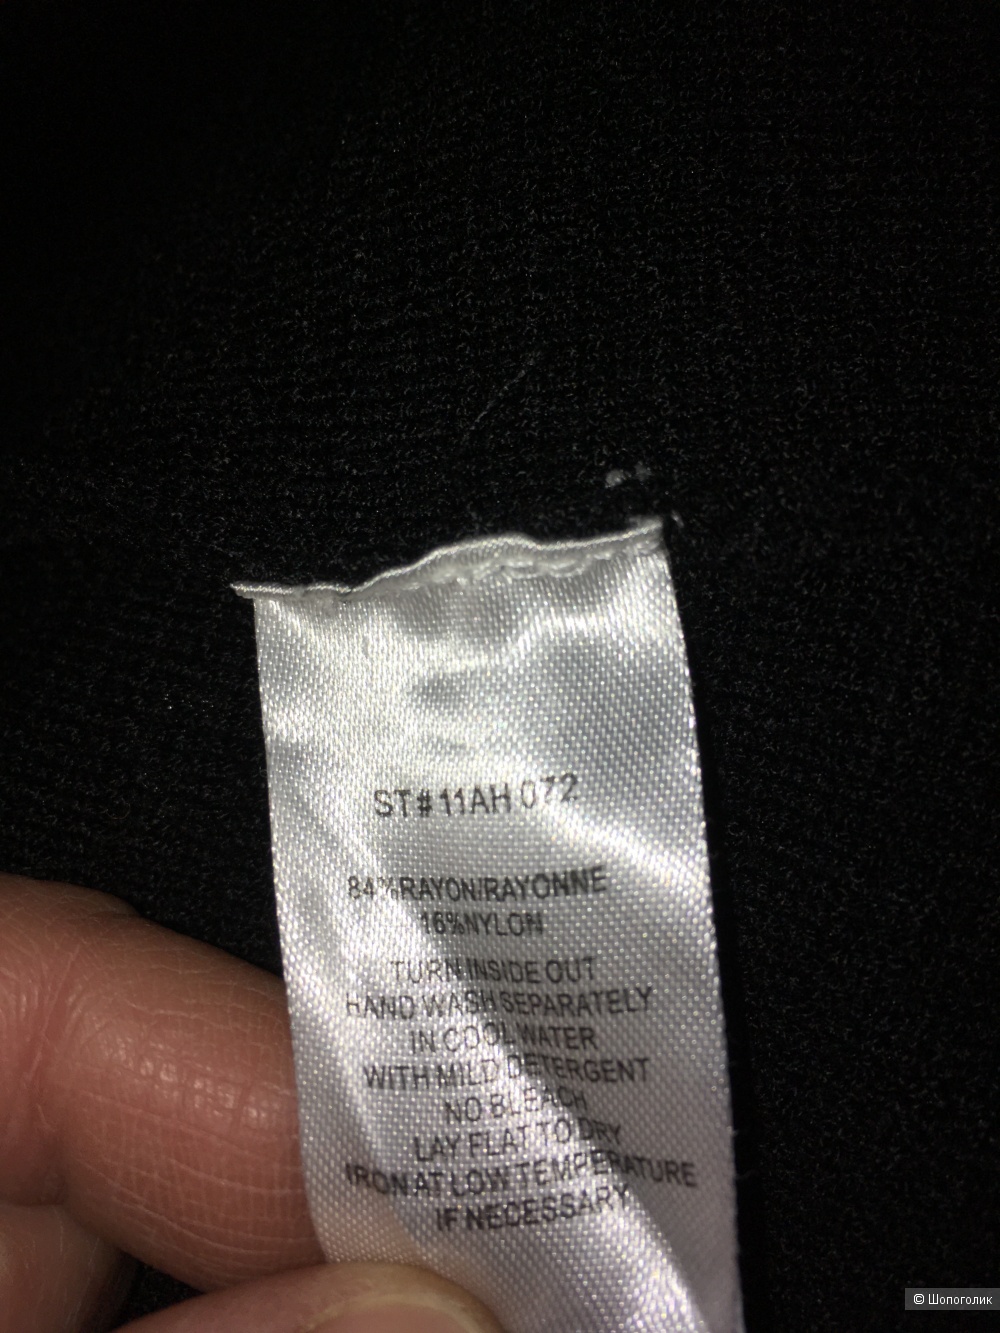 ST# 11AH 072
84%RAYON/RAYONNE
16%NYLON
TURN INSIDE OUT
HAND WASH SEPARATELY
IN COOL WATER
WITH MILD DETERGENT
NO BLEACH
LAY FLAT TO DRY
IRON AT LOW TEMPERATURE
IF NECESSARY
© Шопоголик